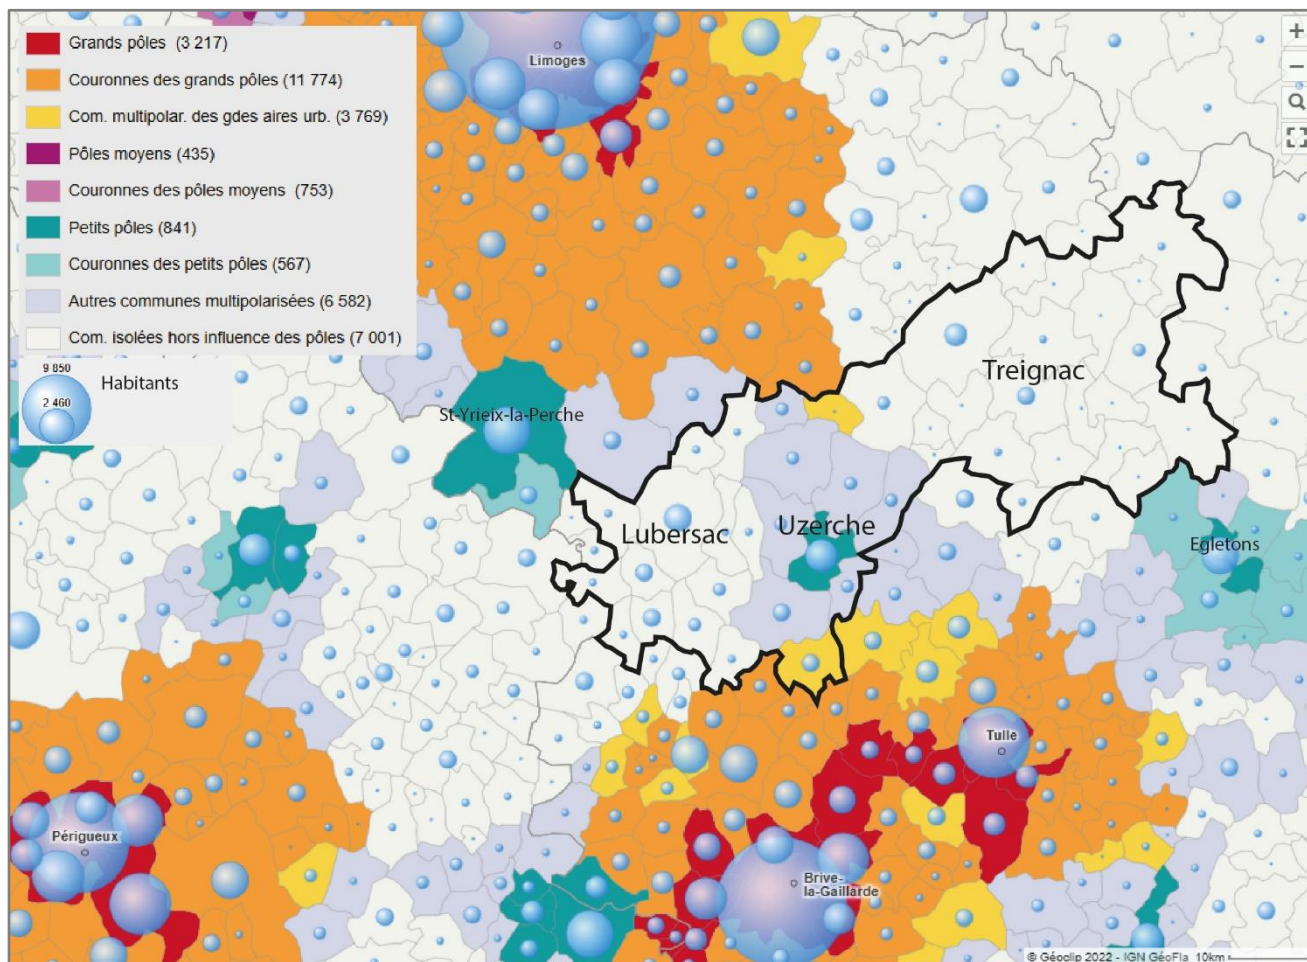 Grands pôles (3 217)
Couronnes des grands pôles (11 774)
Com. multipolar. des gdes aires urb. (3 769)
Pôles moyens (435)
Couronnes des pôles moyens (753)
Petits pôles (841)
Couronnes des petits pôles (567)
Autres communes multipolarisées (6 582)
Com. isolées hors influence des pôles (7 001)
9 850
Habitants
2 460
Limoges
+
−
Treignac
St-Yrieix-la-Perche
Lubersac
Uzerche
Egletons
Tulle
Périgueux
Brive-
la-Gaillarde
© Géoclip 2022 - IGN GéoFla 10km